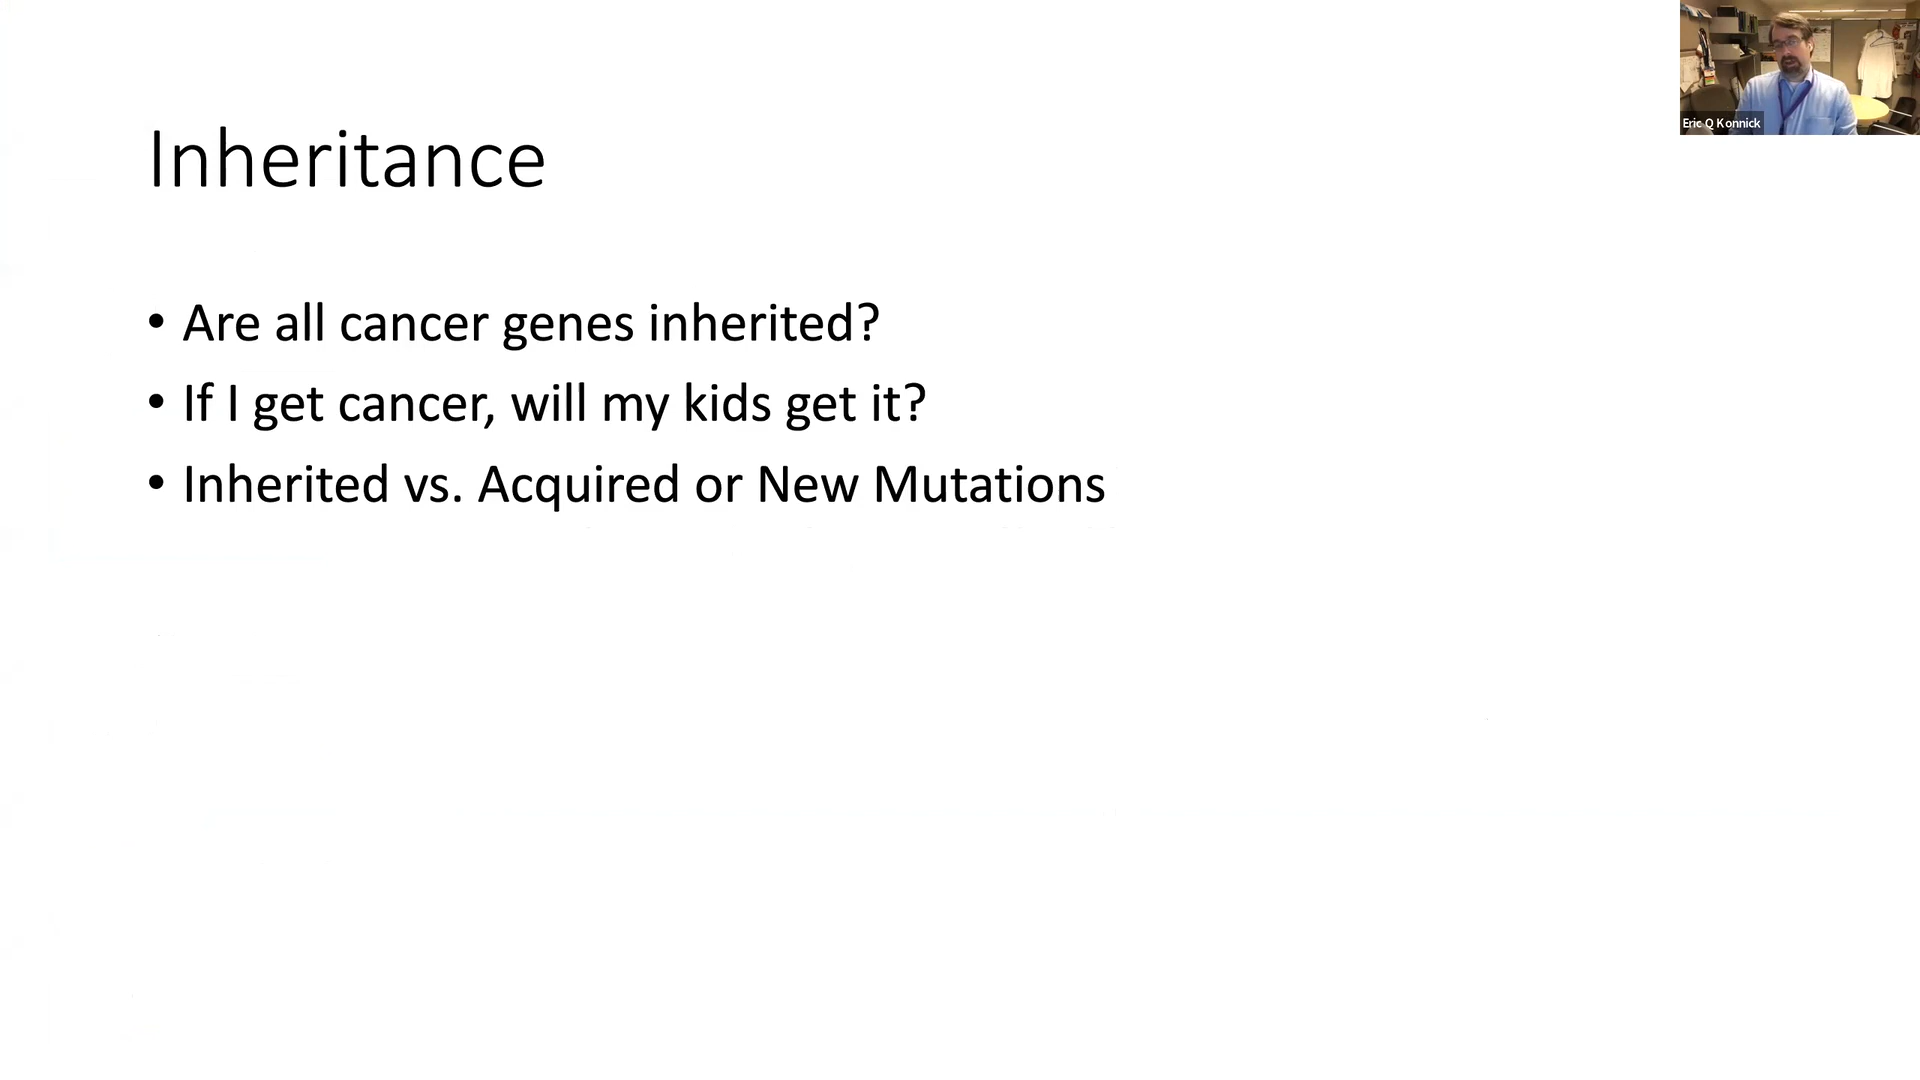 Inheritance
• Are all cancer genes inherited?
• If I get cancer, will my kids get it?
• Inherited vs. Acquired or New Mutations
Eric Q Konnick